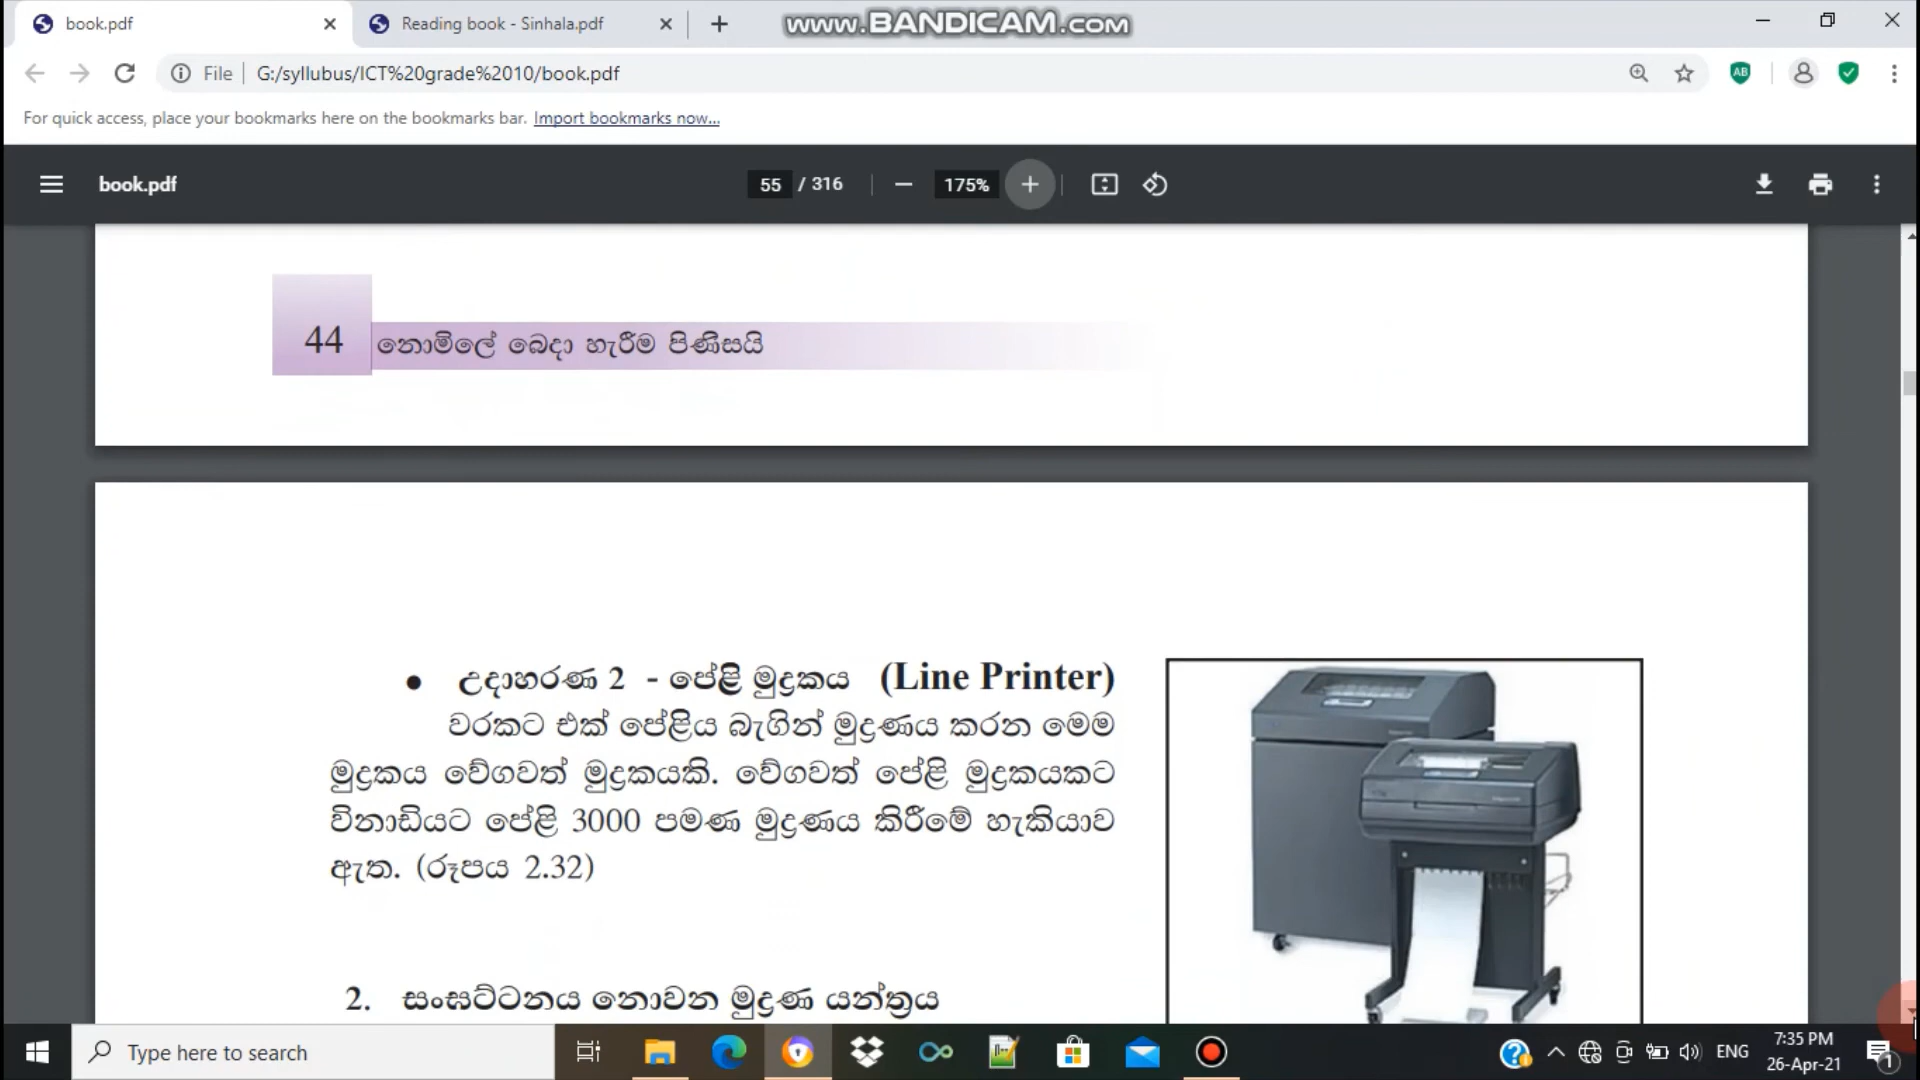 book.pdf
Reading book - Sinhala.pdf
www.BANDICAM.com
File
G:/syllubus/ICT%20grade%2010/book.pdf
AB
For quick access, place your bookmarks here on the bookmarks bar. Import bookmarks now...
book.pdf
55 / 316
175%
44 නොමිලේ බෙදා හැරීම පිණිසයි
● උදාහරණ 2 - පේළි මුද්‍රකය (Line Printer)
වරකට එක් පේළිය බැගින් මුද්‍රණය කරන මෙම
මුද්‍රකය වේගවත් මුද්‍රකයකි. වේගවත් පේළි මුද්‍රකයකට
විනාඩියට පේළි 3000 පමණ මුද්‍රණය කිරීමේ හැකියාව
ඇත. (රූපය 2.32)
2. සංඝට්ටනය නොවන මුද්‍රණ යන්ත්‍රය
Type here to search
ENG
7:35 PM
26-Apr-21
1